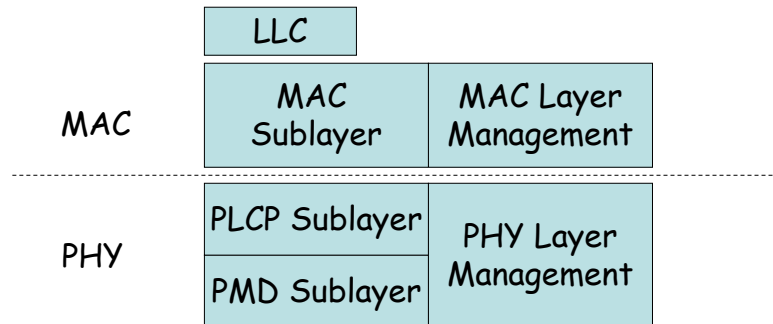 LLC
MAC
MAC
Sublayer
MAC Layer
Management
PHY
PLCP Sublayer
PMD Sublayer
PHY Layer
Management